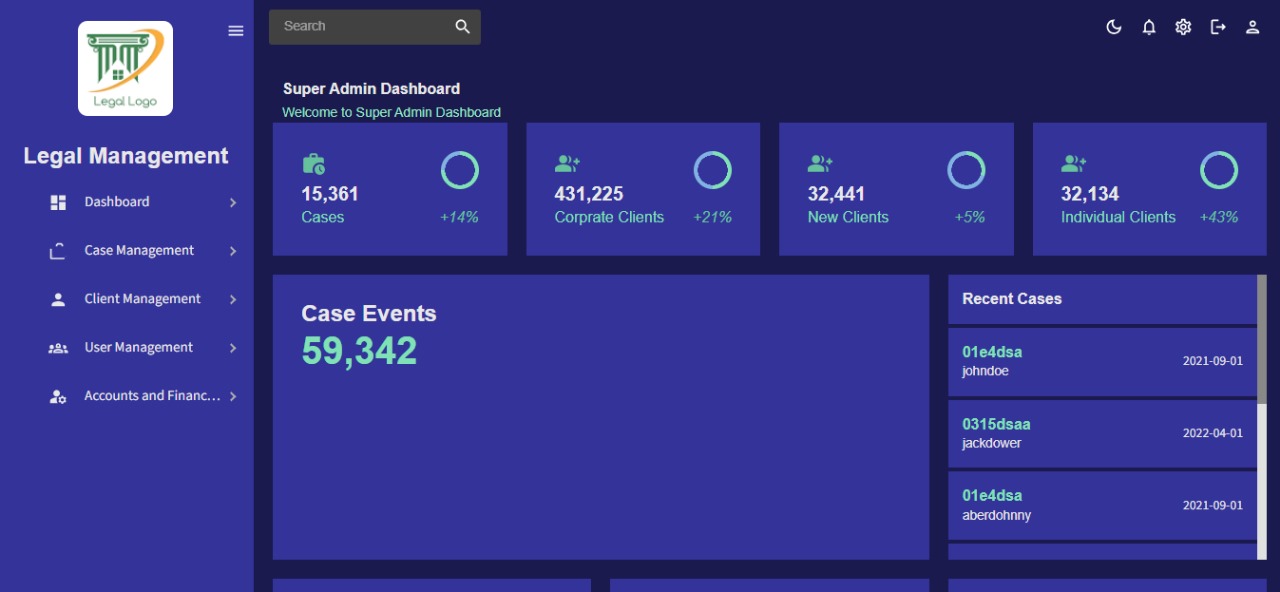 Legal Logo
Legal Management
Dashboard
Case Management
Client Management
User Management
Accounts and Financ...
Search
Super Admin Dashboard
Welcome to Super Admin Dashboard
15,361
Cases
+14%
431,225
Corprate Clients
+21%
32,441
New Clients
+5%
32,134
Individual Clients
+43%
Case Events
59,342
Recent Cases
01e4dsa
johndoe
2021-09-01
0315dsaa
jackdower
2022-04-01
01e4dsa
aberdohnny
2021-09-01